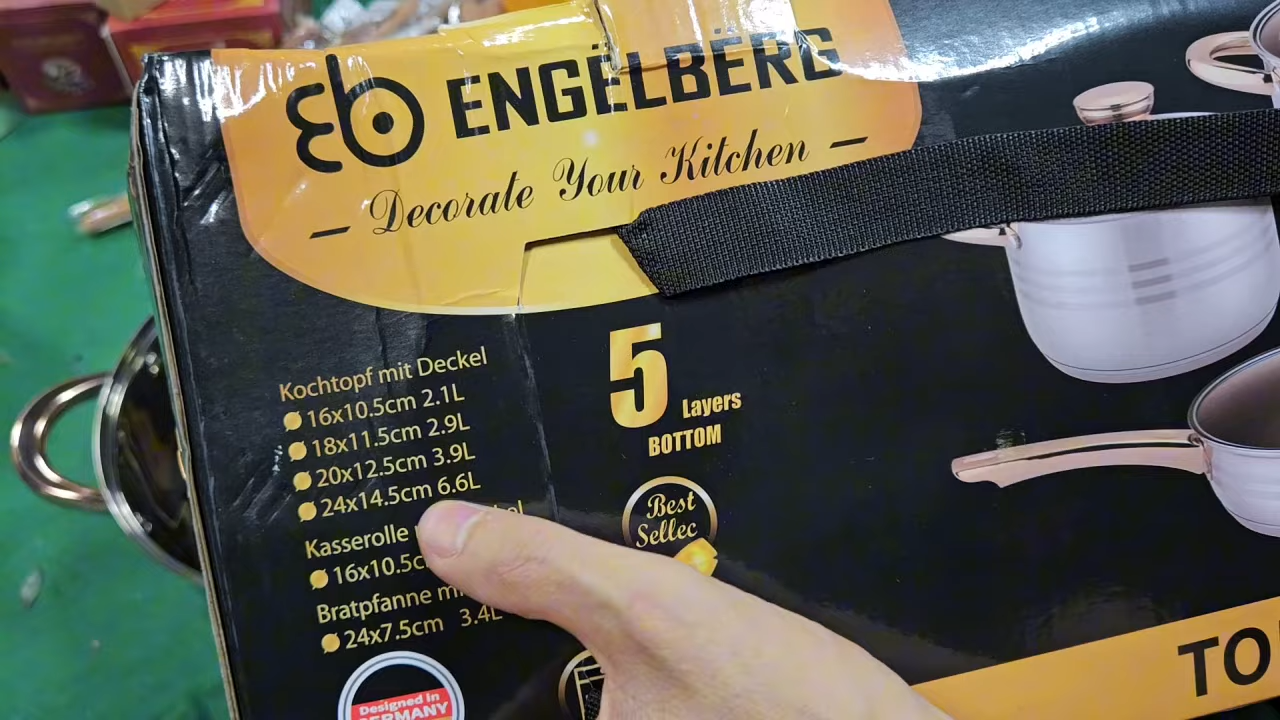 ENGELBERG
— Decorate Your Kitchen —
Kochtopf mit Deckel
16x10.5cm 2.1L
18x11.5cm 2.9L
20x12.5cm 3.9L
24x14.5cm 6.6L
Kasserolle
16x10.5c
Bratpfanne
24x7.5cm 3.4L
5
Layers
BOTTOM
Best
Sellec
Designed in
GERMANY
TO